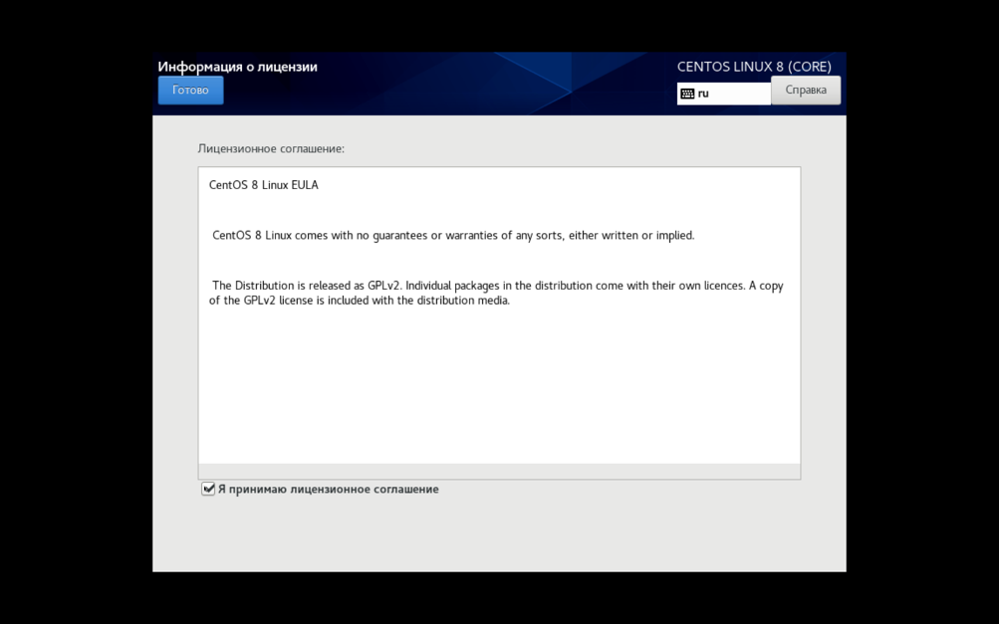 Информация о лицензии
CENTOS LINUX 8 (CORE)
Готово
ru
Справка
Лицензионное соглашение:
CentOS 8 Linux EULA
CentOS 8 Linux comes with no guarantees or warranties of any sorts, either written or implied.
The Distribution is released as GPLv2. Individual packages in the distribution come with their own licences. A copy
of the GPLv2 license is included with the distribution media.
Я принимаю лицензионное соглашение